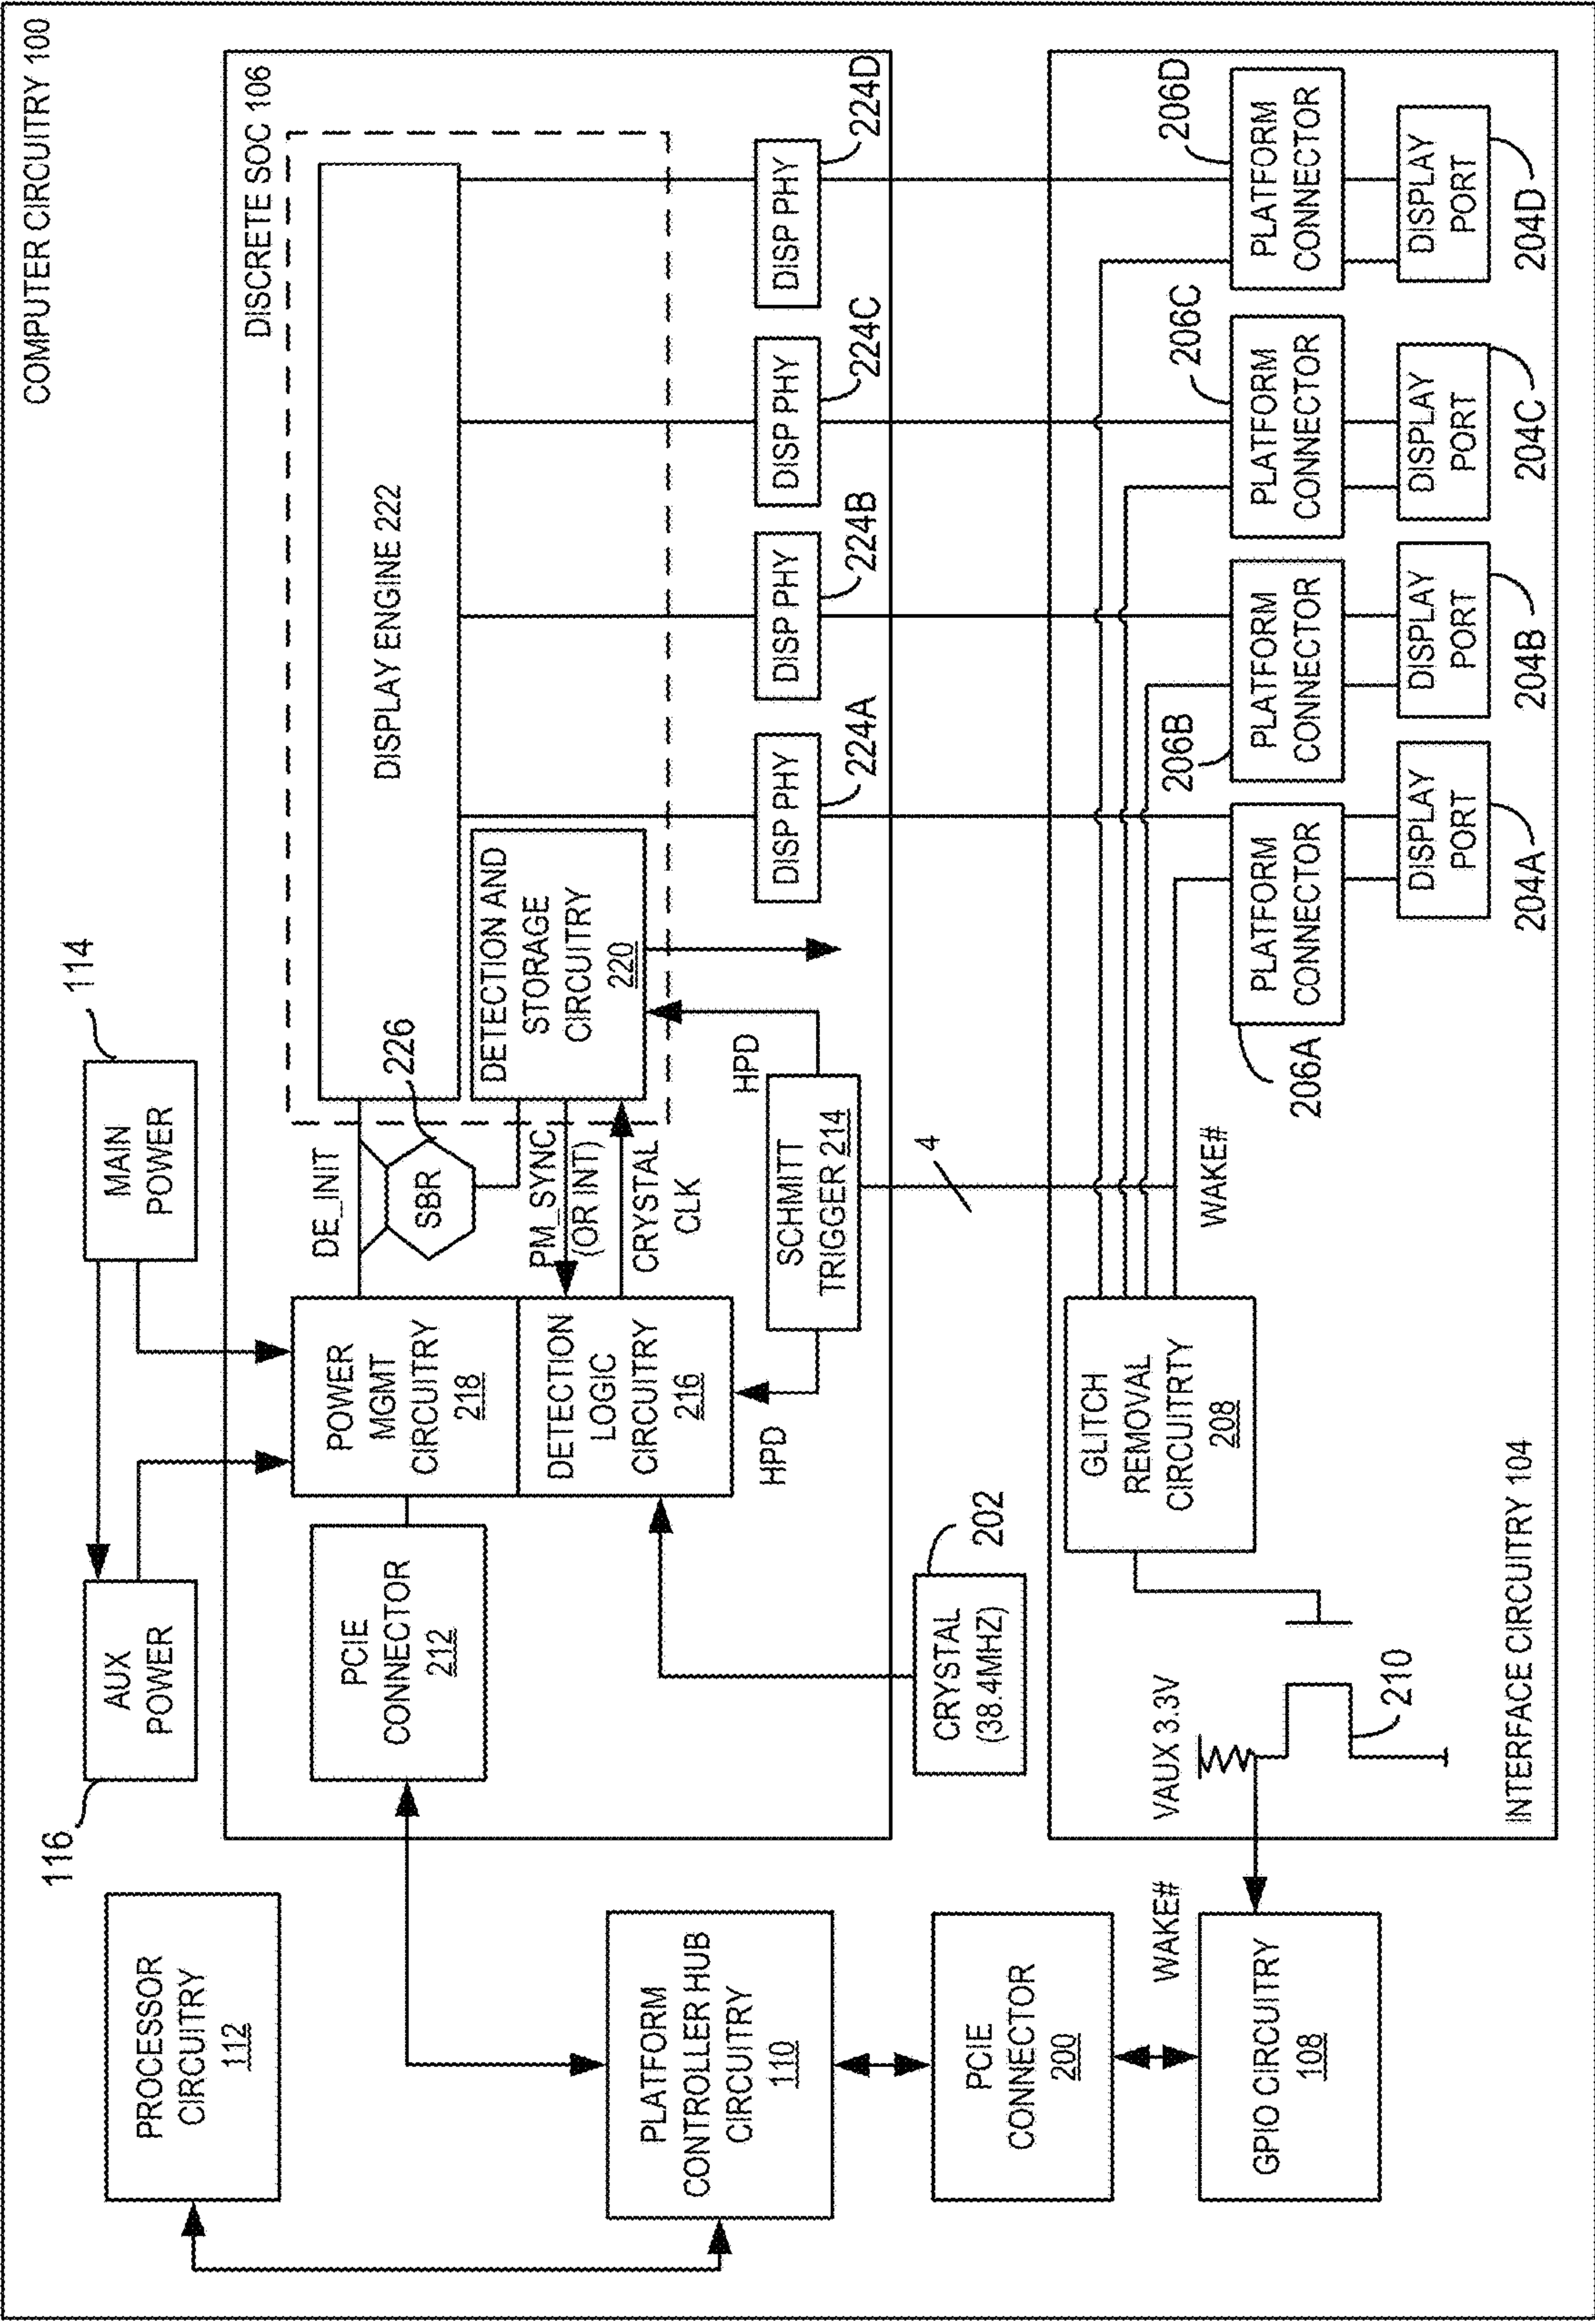 COMPUTER CIRCUITRY 100
PROCESSOR
CIRCUITRY
112
116
AUX
POWER
MAIN
POWER
114
DISCRETE SOC 106
PCIE
CONNECTOR
212
POWER
MGMT
CIRCUITRY
218
DETECTION
LOGIC
CIRCUITRY
216
DE_INIT
SBR
226
PM_SYNC
(OR INT)
CRYSTAL
CLK
DISPLAY ENGINE 222
DETECTION AND
STORAGE
CIRCUITRY
220
HPD
HPD
SCHMITT
TRIGGER 214
DISP PHY
224A
DISP PHY
224B
DISP PHY
224C
DISP PHY
224D
PLATFORM
CONTROLLER HUB
CIRCUITRY
110
CRYSTAL
(38.4MHZ)
202
4
PCIE
CONNECTOR
200
WAKE#
GPIO CIRCUITRY
108
VAUX 3.3V
210
GLITCH
REMOVAL
CIRCUITRTY
208
WAKE#
206A
PLATFORM
CONNECTOR
206B
PLATFORM
CONNECTOR
206C
PLATFORM
CONNECTOR
206D
PLATFORM
CONNECTOR
DISPLAY
PORT
204A
DISPLAY
PORT
204B
DISPLAY
PORT
204C
DISPLAY
PORT
204D
INTERFACE CIRCUITRY 104